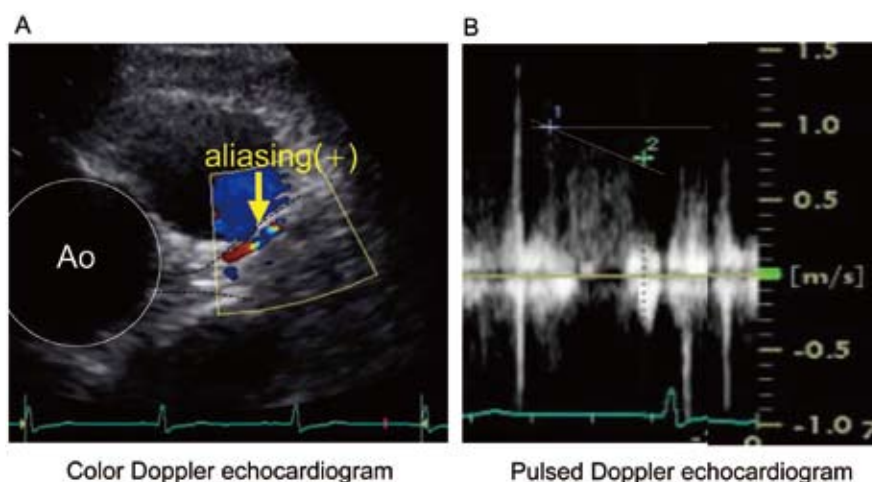 A
B
aliasing(+)
Ao
1
2
1.5
1.0
0.5
[m/s]
-0.5
-1.0
Color Doppler echocardiogram
Pulsed Doppler echocardiogram